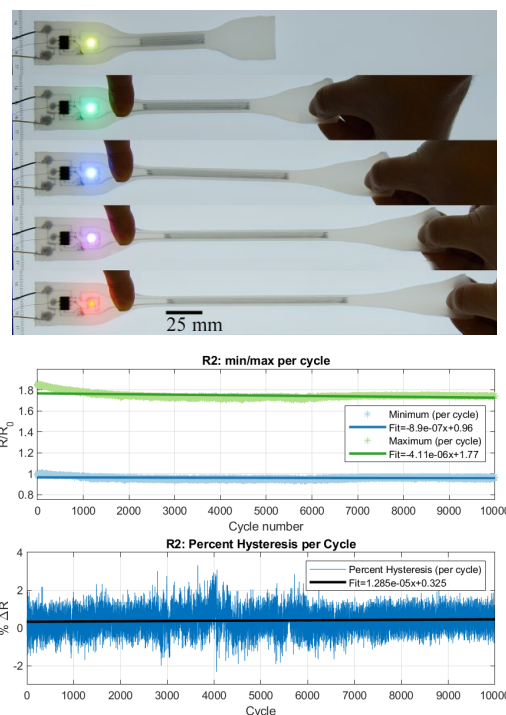 25 mm
R2: min/max per cycle
R/R0
1.8
1.6
1.4
1.2
1
0.8
Minimum (per cycle)
Fit=-8.9e-07x+0.96
Maximum (per cycle)
Fit=-4.11e-06x+1.77
0 1000 2000 3000 4000 5000 6000 7000 8000 9000 10000
Cycle number
R2: Percent Hysteresis per Cycle
% ΔR
4
2
0
-2
Percent Hysteresis (per cycle)
Fit=1.285e-05x+0.325
0 1000 2000 3000 4000 5000 6000 7000 8000 9000 10000
Cycle